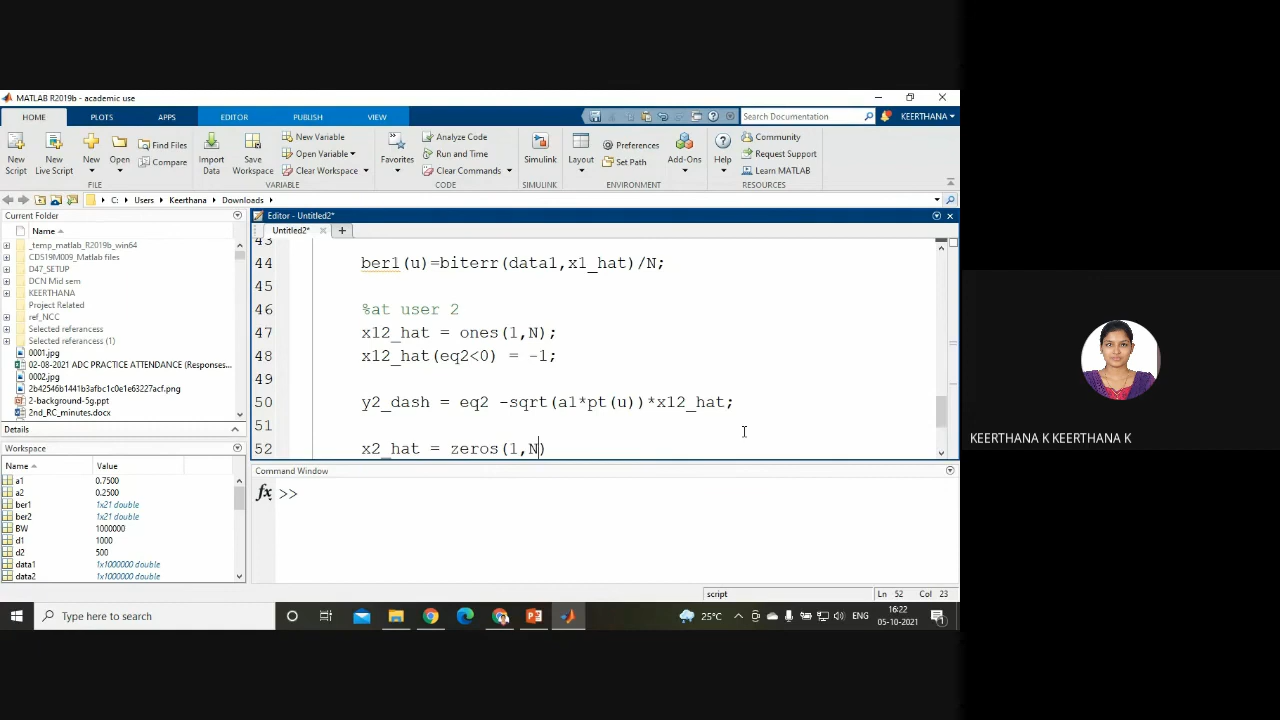 MATLAB R2019b - academic use
HOME PLOTS APPS EDITOR PUBLISH VIEW Search Documentation KEERTHANA
New Script New Live Script New Open Find Files Compare Import Data Save Workspace New Variable Open Variable Clear Workspace Favorites Analyze Code Run and Time Clear Commands Simulink Layout Preferences Set Path Add-Ons Help Community Request Support Learn MATLAB
FILE VARIABLE CODE SIMULINK ENVIRONMENT RESOURCES
C: Users Keerthana Downloads
Current Folder
Name
_temp_matlab_R2019b_win64
CDS19M009_Matlab files
D47_SETUP
DCN Mid sem
KEERTHANA
Project Related
ref_NCC
Selected referancess
Selected referancess (1)
0001.jpg
02-08-2021 ADC PRACTICE ATTENDANCE (Responses...
0002.jpg
2b42546b1441b3afbc1c0e1e63227acf.png
2-background-5g.ppt
2nd_RC_minutes.docx
Details
Workspace
Name Value
a1 0.7500
a2 0.2500
ber1 1x21 double
ber2 1x21 double
BW 1000000
d1 1000
d2 500
data1 1x1000000 double
data2 1x1000000 double
Editor - Untitled2*
Untitled2*
43
44 ber1(u)=biterr(data1,x1_hat)/N;
45
46 %at user 2
47 x12_hat = ones(1,N);
48 x12_hat(eq2<0) = -1;
49
50 y2_dash = eq2 -sqrt(a1*pt(u))*x12_hat;
51
52 x2_hat = zeros(1,N)
Command Window
fx >>
script Ln 52 Col 23
Type here to search
25°C ENG 16:22 05-10-2021
KEERTHANA K KEERTHANA K